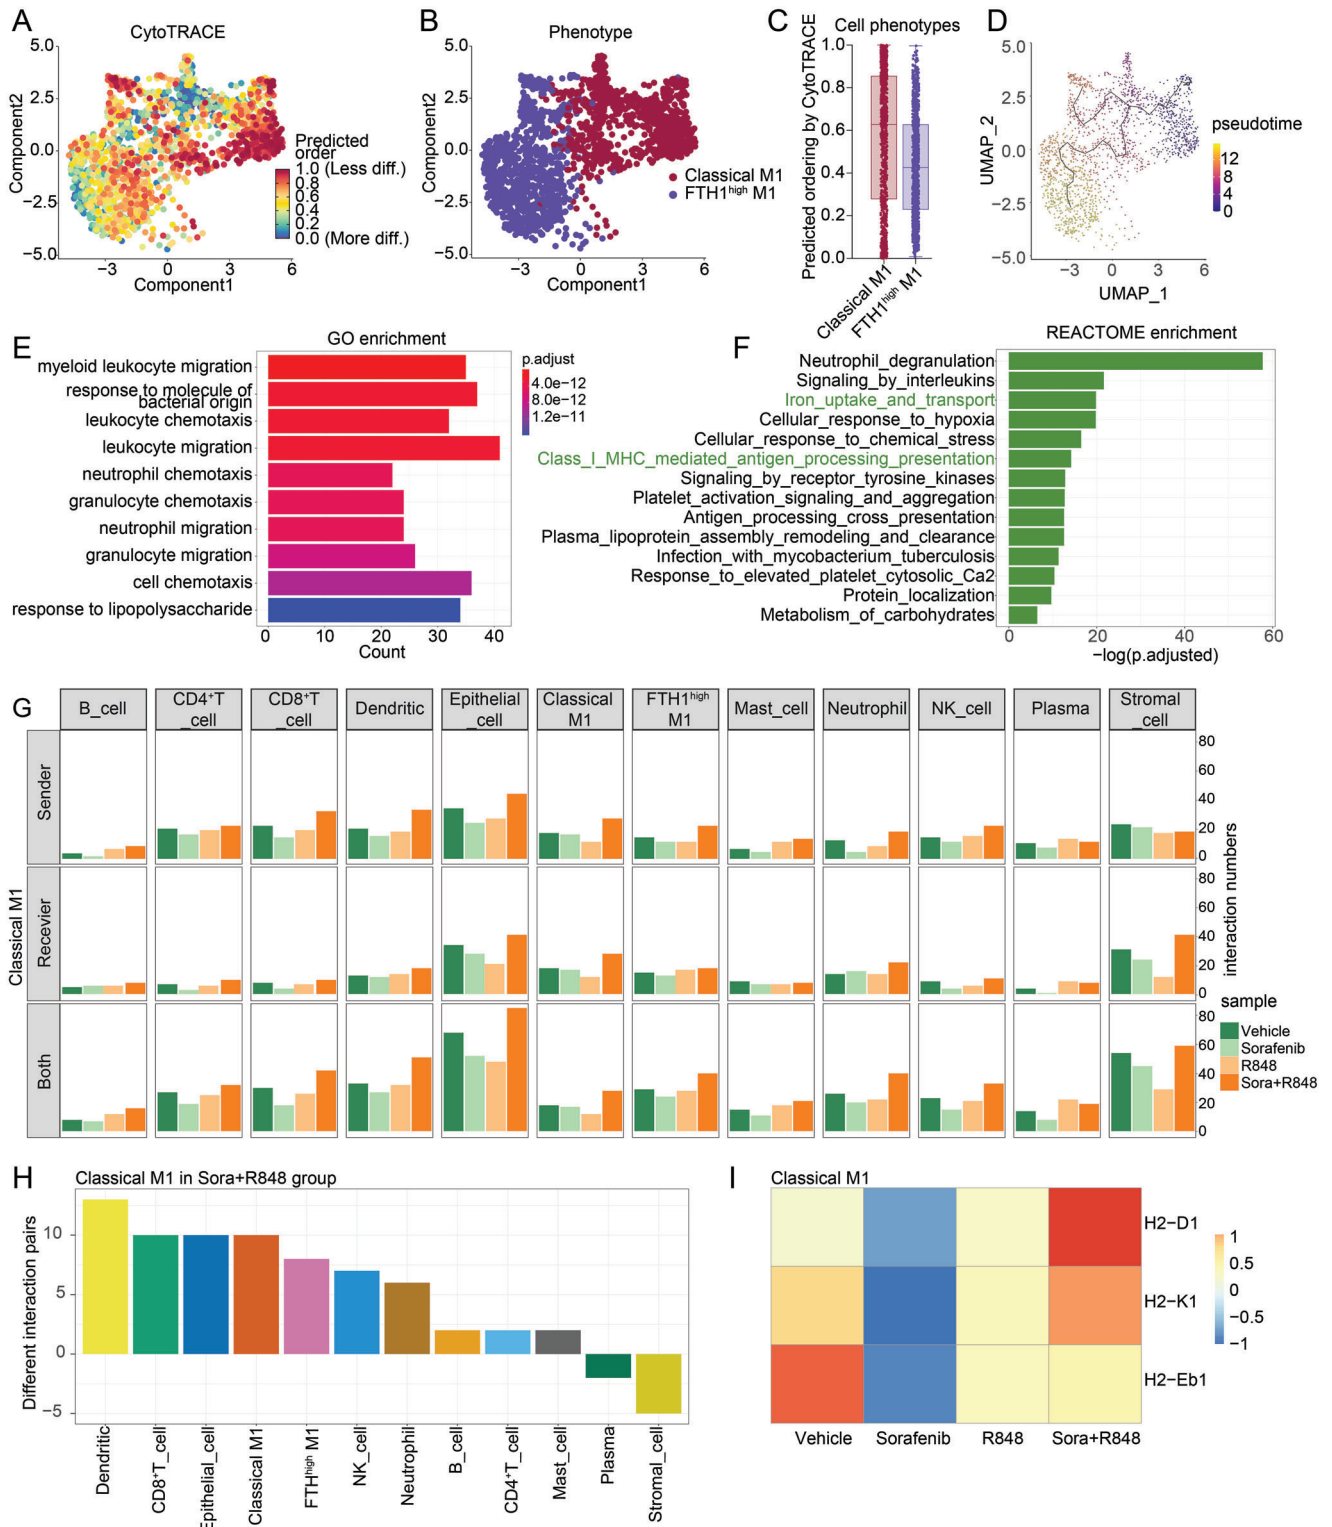 A
CytoTRACE
5.0
2.5
0.0
−2.5
−5.0
Component2
−3
0
3
6
Component1
Predicted
order
1.0 (Less diff.)
0.8
0.6
0.4
0.2
0.0 (More diff.)
B
Phenotype
5.0
2.5
0.0
−2.5
−5.0
Component2
−3
0
3
6
Component1
Classical M1
FTH1high M1
C
Cell phenotypes
Predicted ordering by CytoTRACE
1.0
0.8
0.6
0.4
0.2
0.0
Classical M1
FTH1high M1
D
5.0
2.5
0.0
−2.5
−5.0
UMAP_2
−3
0
3
6
UMAP_1
pseudotime
12
8
4
0
E
GO enrichment
myeloid leukocyte migration
response to molecule of
bacterial origin
leukocyte chemotaxis
leukocyte migration
neutrophil chemotaxis
granulocyte chemotaxis
neutrophil migration
granulocyte migration
cell chemotaxis
response to lipopolysaccharide
0
10
20
30
40
Count
p.adjust
4.0e−12
8.0e−12
1.2e−11
F
REACTOME enrichment
Neutrophil_degranulation
Signaling_by_interleukins
Iron_uptake_and_transport
Cellular_response_to_hypoxia
Cellular_response_to_chemical_stress
Class_I_MHC_mediated_antigen_processing_presentation
Signaling_by_receptor_tyrosine_kinases
Platelet_activation_signaling_and_aggregation
Antigen_processing_cross_presentation
Plasma_lipoprotein_assembly_remodeling_and_clearance
Infection_with_mycobacterium_tuberculosis
Response_to_elevated_platelet_cytosolic_Ca2
Protein_localization
Metabolism_of_carbohydrates
0
20
40
60
−log(p.adjusted)
G
B_cell
CD4+T
_cell
CD8+T
_cell
Dendritic
Epithelial
_cell
Classical
M1
FTH1high
M1
Mast_cell
Neutrophil
NK_cell
Plasma
Stromal
_cell
Classical M1
Sender
Recevier
Both
80
60
40
20
0
80
60
40
20
0
80
60
40
20
0
interaction numbers
sample
Vehicle
Sorafenib
R848
Sora+R848
H
Classical M1 in Sora+R848 group
Different interaction pairs
10
5
0
−5
Dendritic
CD8+T_cell
Epithelial_cell
Classical M1
FTHhigh M1
NK_cell
Neutrophil
B_cell
CD4+T_cell
Mast_cell
Plasma
Stromal_cell
I
Classical M1
H2−D1
H2−K1
H2−Eb1
Vehicle
Sorafenib
R848
Sora+R848
1
0.5
0
−0.5
−1